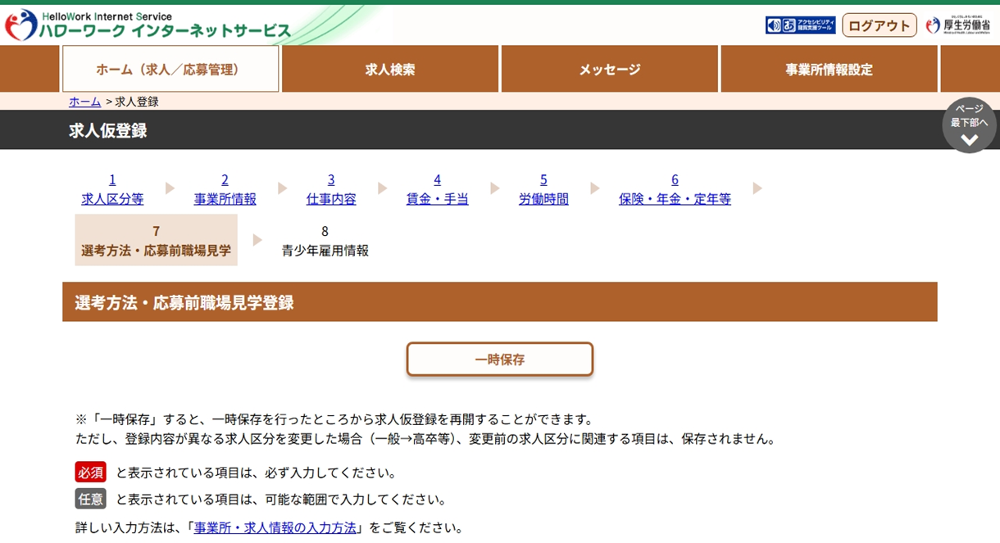 HelloWork Internet Service
ハローワーク インターネットサービス
アクセシビリティ
閲覧支援ツール
ログアウト
厚生労働省
ホーム（求人／応募管理）
求人検索
メッセージ
事業所情報設定
ホーム > 求人登録
ページ
最下部へ
求人仮登録
1
求人区分等
2
事業所情報
3
仕事内容
4
賃金・手当
5
労働時間
6
保険・年金・定年等
7
選考方法・応募前職場見学
8
青少年雇用情報
選考方法・応募前職場見学登録
一時保存
※「一時保存」すると、一時保存を行ったところから求人仮登録を再開することができます。
ただし、登録内容が異なる求人区分を変更した場合（一般→高卒等）、変更前の求人区分に関連する項目は、保存されません。
必須 と表示されている項目は、必ず入力してください。
任意 と表示されている項目は、可能な範囲で入力してください。
詳しい入力方法は、「事業所・求人情報の入力方法」をご覧ください。